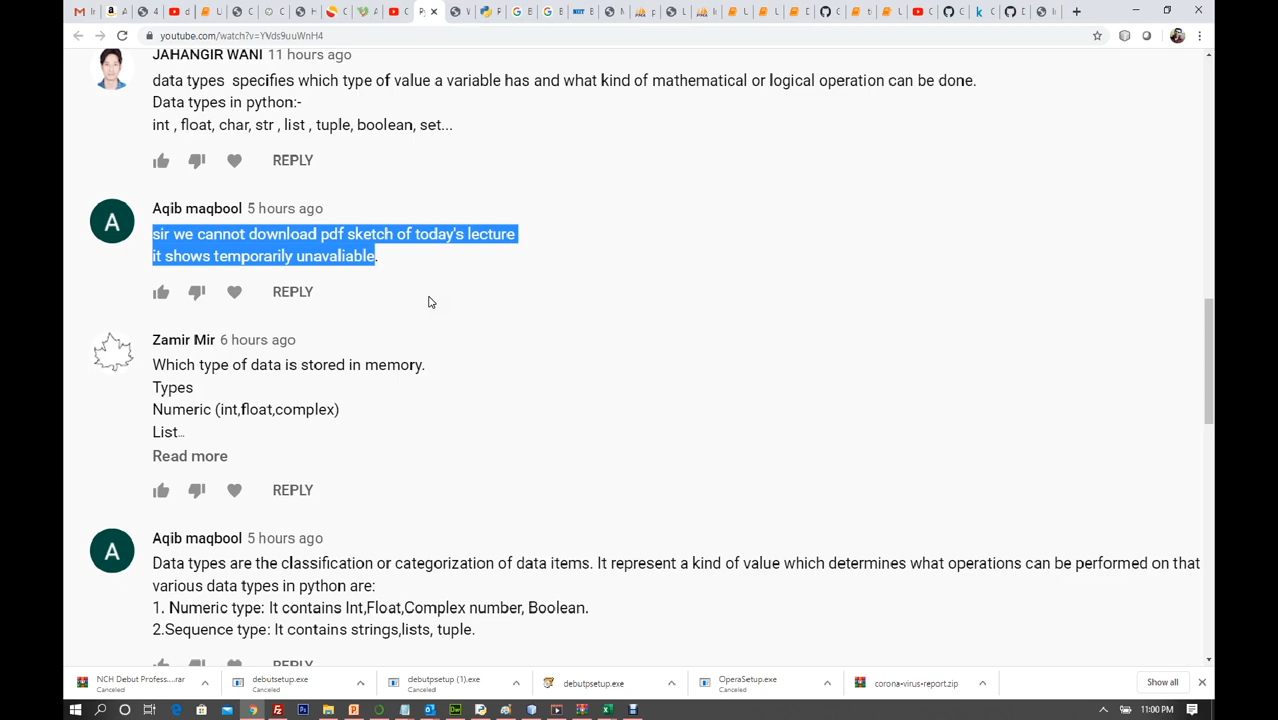 youtube.com/watch?v=YVds9uuWnH4
JAHANGIR WANI 11 hours ago
data types specifies which type of value a variable has and what kind of mathematical or logical operation can be done.
Data types in python:-
int , float, char, str , list , tuple, boolean, set...
REPLY
A
Aqib maqbool 5 hours ago
sir we cannot download pdf sketch of today's lecture
it shows temporarily unavaliable.
REPLY
Zamir Mir 6 hours ago
Which type of data is stored in memory.
Types
Numeric (int,float,complex)
List...
Read more
REPLY
A
Aqib maqbool 5 hours ago
Data types are the classification or categorization of data items. It represent a kind of value which determines what operations can be performed on that
various data types in python are:
1. Numeric type: It contains Int,Float,Complex number, Boolean.
2.Sequence type: It contains strings,lists, tuple.
REPLY
NCH Debut Profess....rar
Canceled
debutsetup.exe
Canceled
debutpsetup (1).exe
Canceled
debutpsetup.exe
OperaSetup.exe
Canceled
corona-virus-report.zip
Show all
11:00 PM